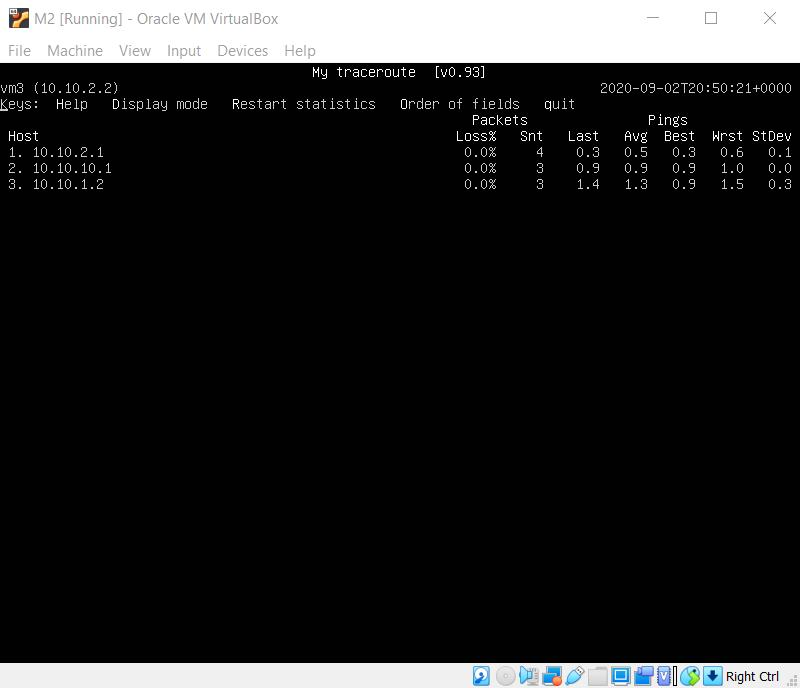 M2 [Running] - Oracle VM VirtualBox
File Machine View Input Devices Help
My traceroute [v0.93]
vm3 (10.10.2.2) 2020-09-02T20:50:21+0000
Keys: Help Display mode Restart statistics Order of fields quit
Packets Pings
Host Loss% Snt Last Avg Best Wrst StDev
1. 10.10.2.1 0.0% 4 0.3 0.5 0.3 0.6 0.1
2. 10.10.10.1 0.0% 3 0.9 0.9 0.9 1.0 0.0
3. 10.10.1.2 0.0% 3 1.4 1.3 0.9 1.5 0.3
Right Ctrl